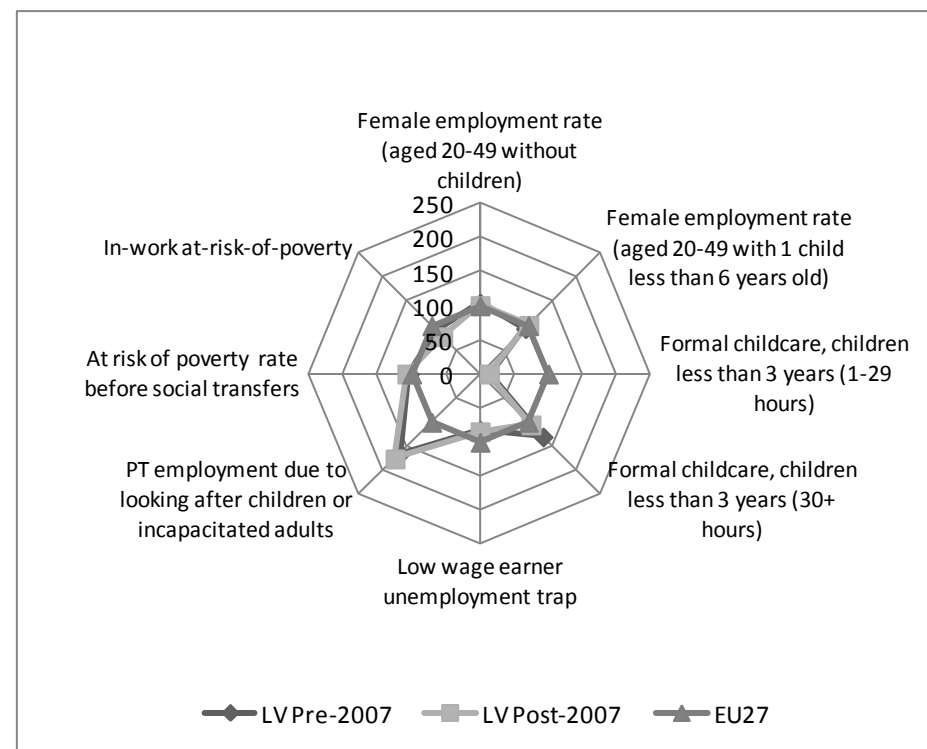 Female employment rate
(aged 20-49 without
children)
Female employment rate
(aged 20-49 with 1 child
less than 6 years old)
Formal childcare, children
less than 3 years (1-29
hours)
Formal childcare, children
less than 3 years (30+
hours)
Low wage earner
unemployment trap
PT employment due to
looking after children or
incapacitated adults
At risk of poverty rate
before social transfers
In-work at-risk-of-poverty
250
200
150
100
50
0
LV Pre-2007
LV Post-2007
EU27